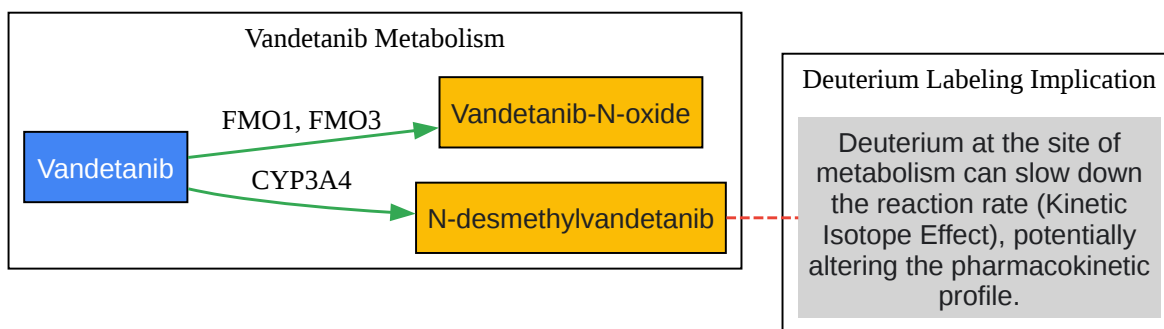 Vandetanib Metabolism
Vandetanib
FMO1, FMO3
CYP3A4
Vandetanib-N-oxide
N-desmethylvandetanib
Deuterium Labeling Implication
Deuterium at the site of
metabolism can slow down
the reaction rate (Kinetic
Isotope Effect), potentially
altering the pharmacokinetic
profile.